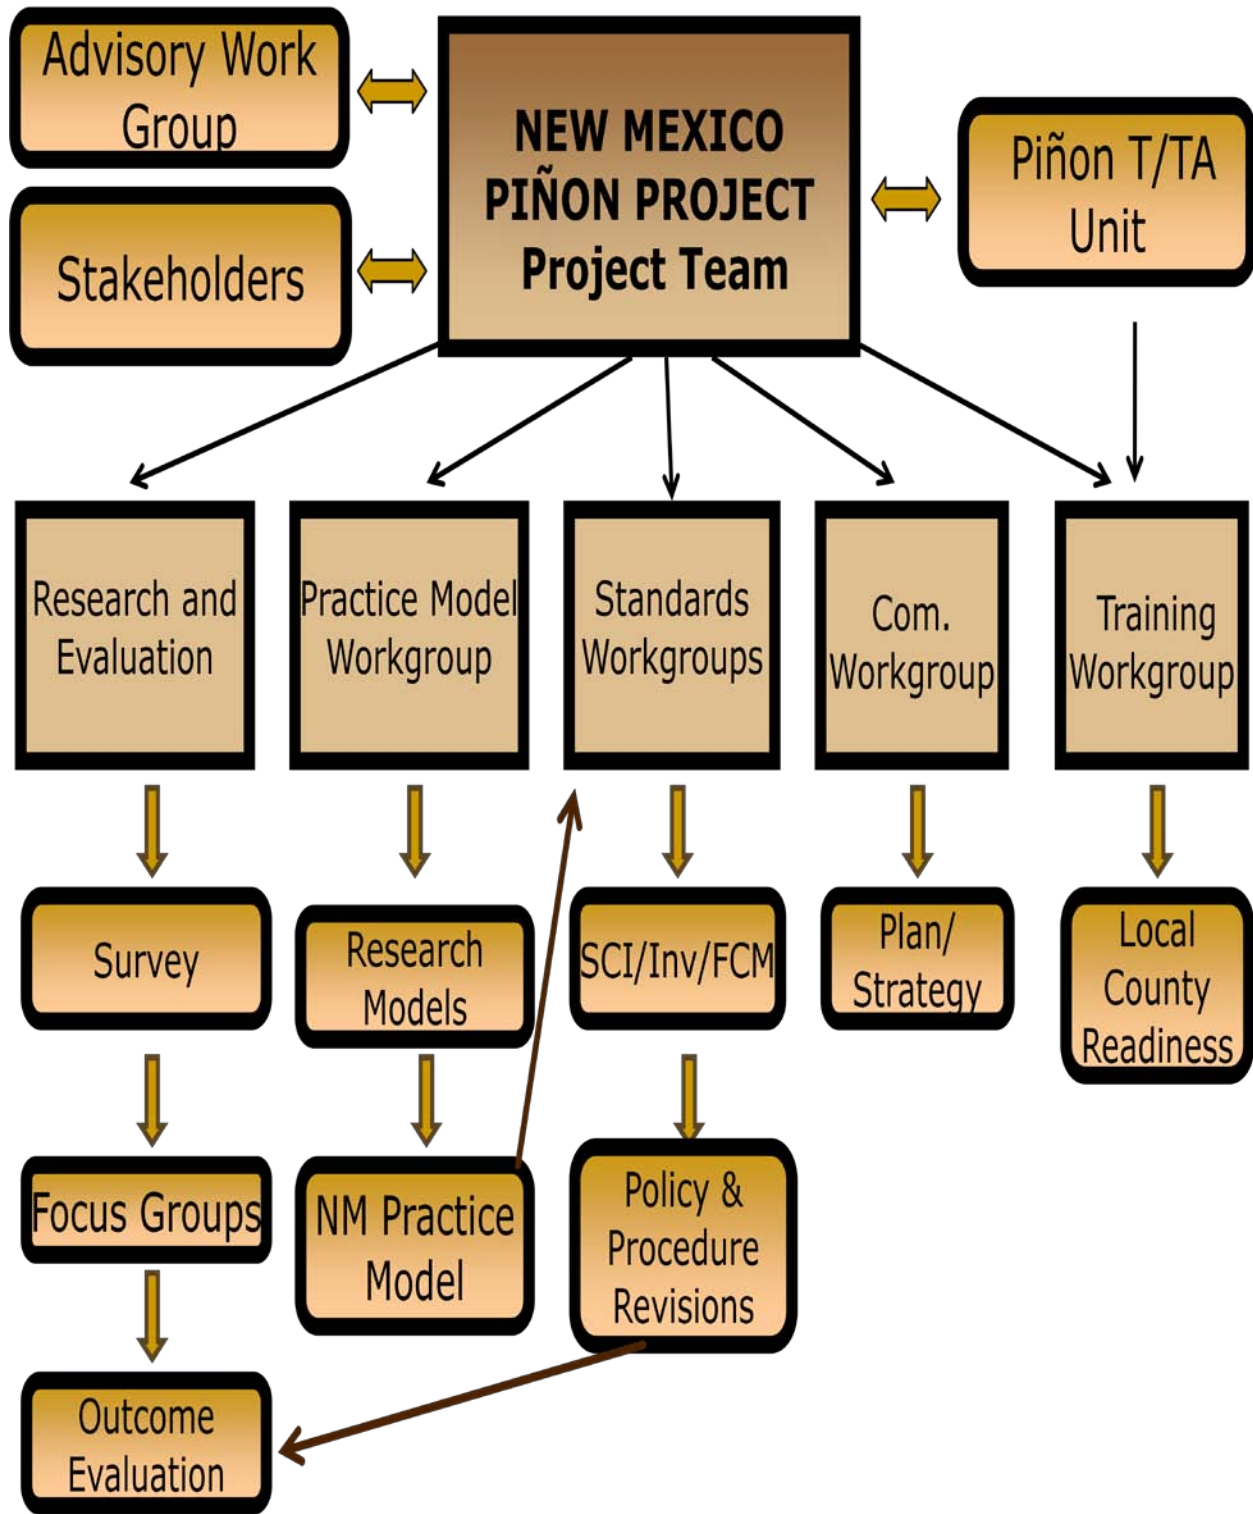 Advisory Work
Group
NEW MEXICO
PIÑON PROJECT
Project Team
Piñon T/TA
Unit
Stakeholders
Research and
Evaluation
Practice Model
Workgroup
Standards
Workgroups
Com.
Workgroup
Training
Workgroup
Survey
Research
Models
SCI/Inv/FCM
Plan/
Strategy
Local
County
Readiness
Focus Groups
NM Practice
Model
Policy &
Procedure
Revisions
Outcome
Evaluation